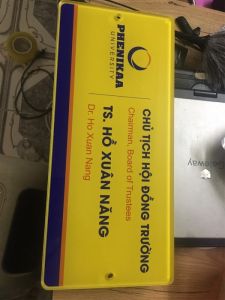 PHENIKAA
UNIVERSITY
CHỦ TỊCH HỘI ĐỒNG TRƯỜNG
Chairman, Board of Trustees
TS. HỒ XUÂN NĂNG
Dr. Ho Xuan Nang
Gateway